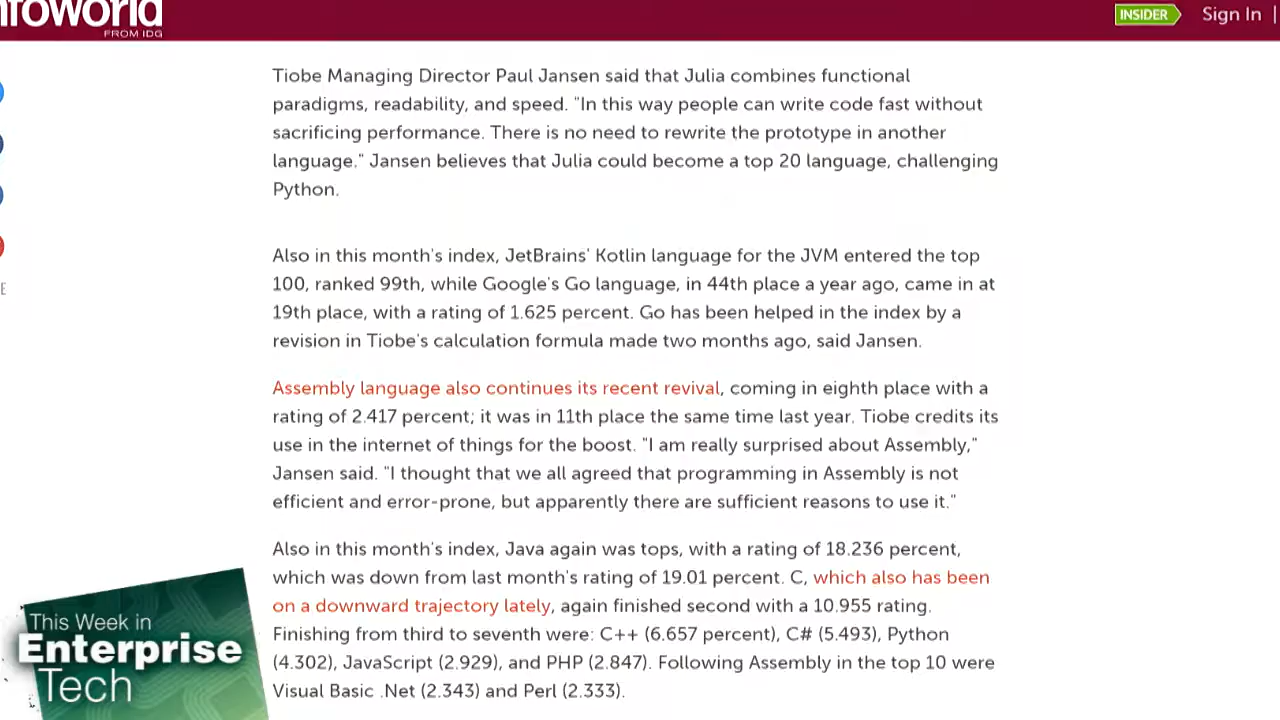 INSIDER
Sign In |
FROM IDG
Tiobe Managing Director Paul Jansen said that Julia combines functional
paradigms, readability, and speed. "In this way people can write code fast without
sacrificing performance. There is no need to rewrite the prototype in another
language." Jansen believes that Julia could become a top 20 language, challenging
Python.
Also in this month's index, JetBrains' Kotlin language for the JVM entered the top
100, ranked 99th, while Google's Go language, in 44th place a year ago, came in at
19th place, with a rating of 1.625 percent. Go has been helped in the index by a
revision in Tiobe's calculation formula made two months ago, said Jansen.
Assembly language also continues its recent revival, coming in eighth place with a
rating of 2.417 percent; it was in 11th place the same time last year. Tiobe credits its
use in the internet of things for the boost. "I am really surprised about Assembly,"
Jansen said. "I thought that we all agreed that programming in Assembly is not
efficient and error-prone, but apparently there are sufficient reasons to use it."
Also in this month's index, Java again was tops, with a rating of 18.236 percent,
which was down from last month's rating of 19.01 percent. C, which also has been
on a downward trajectory lately, again finished second with a 10.955 rating.
Finishing from third to seventh were: C++ (6.657 percent), C# (5.493), Python
(4.302), JavaScript (2.929), and PHP (2.847). Following Assembly in the top 10 were
Visual Basic .Net (2.343) and Perl (2.333).
This Week in
Enterprise
Tech